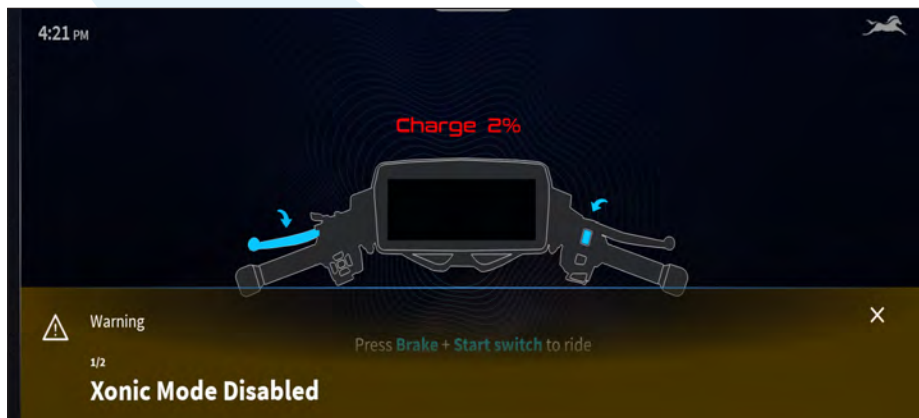 4:21 PM
Charge 2%
Press Brake + Start switch to ride
Warning
1/2
Xonic Mode Disabled